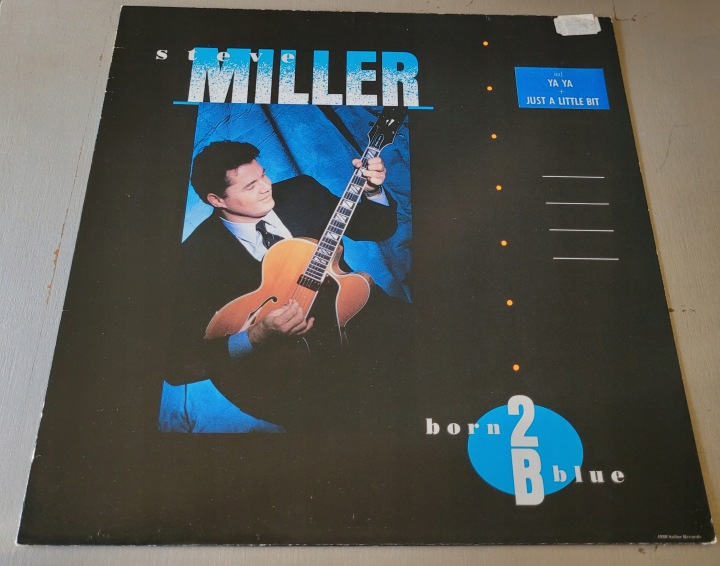 steve
MILLER
incl.
YA YA
+
JUST A LITTLE BIT
born
2
B
blue